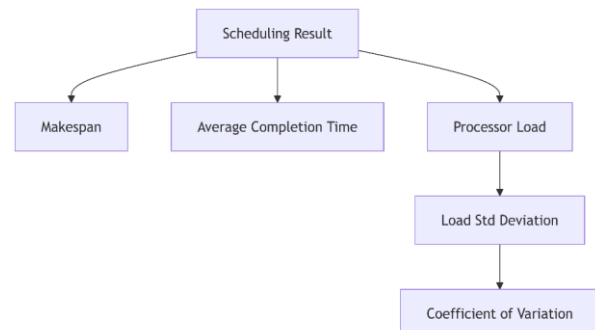 Scheduling Result
Makespan
Average Completion Time
Processor Load
Load Std Deviation
Coefficient of Variation